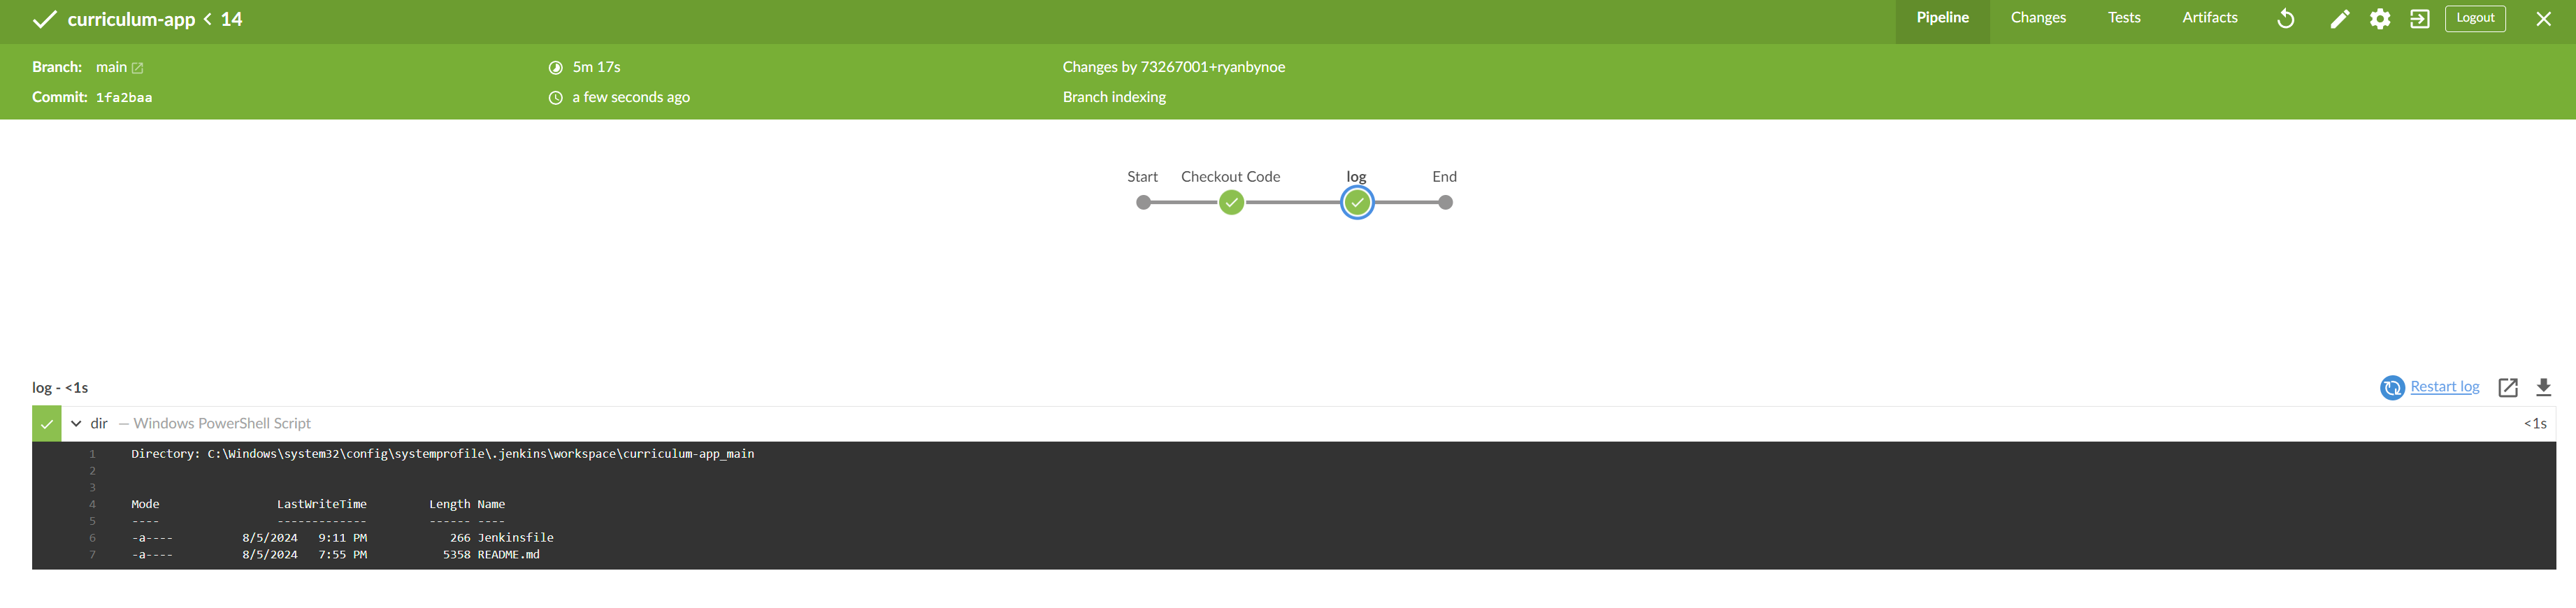 curriculum-app < 14
Pipeline Changes Tests Artifacts Logout
Branch: main 5m 17s Changes by 73267001+ryanbynoe
Commit: 1fa2baa a few seconds ago Branch indexing
Start Checkout Code log End
log - <1s Restart log
dir — Windows PowerShell Script <1s
1 Directory: C:\Windows\system32\config\systemprofile\.jenkins\workspace\curriculum-app_main
2
3
4 Mode LastWriteTime Length Name
5 ---- ------------- ------ ----
6 -a---- 8/5/2024 9:11 PM 266 Jenkinsfile
7 -a---- 8/5/2024 7:55 PM 5358 README.md